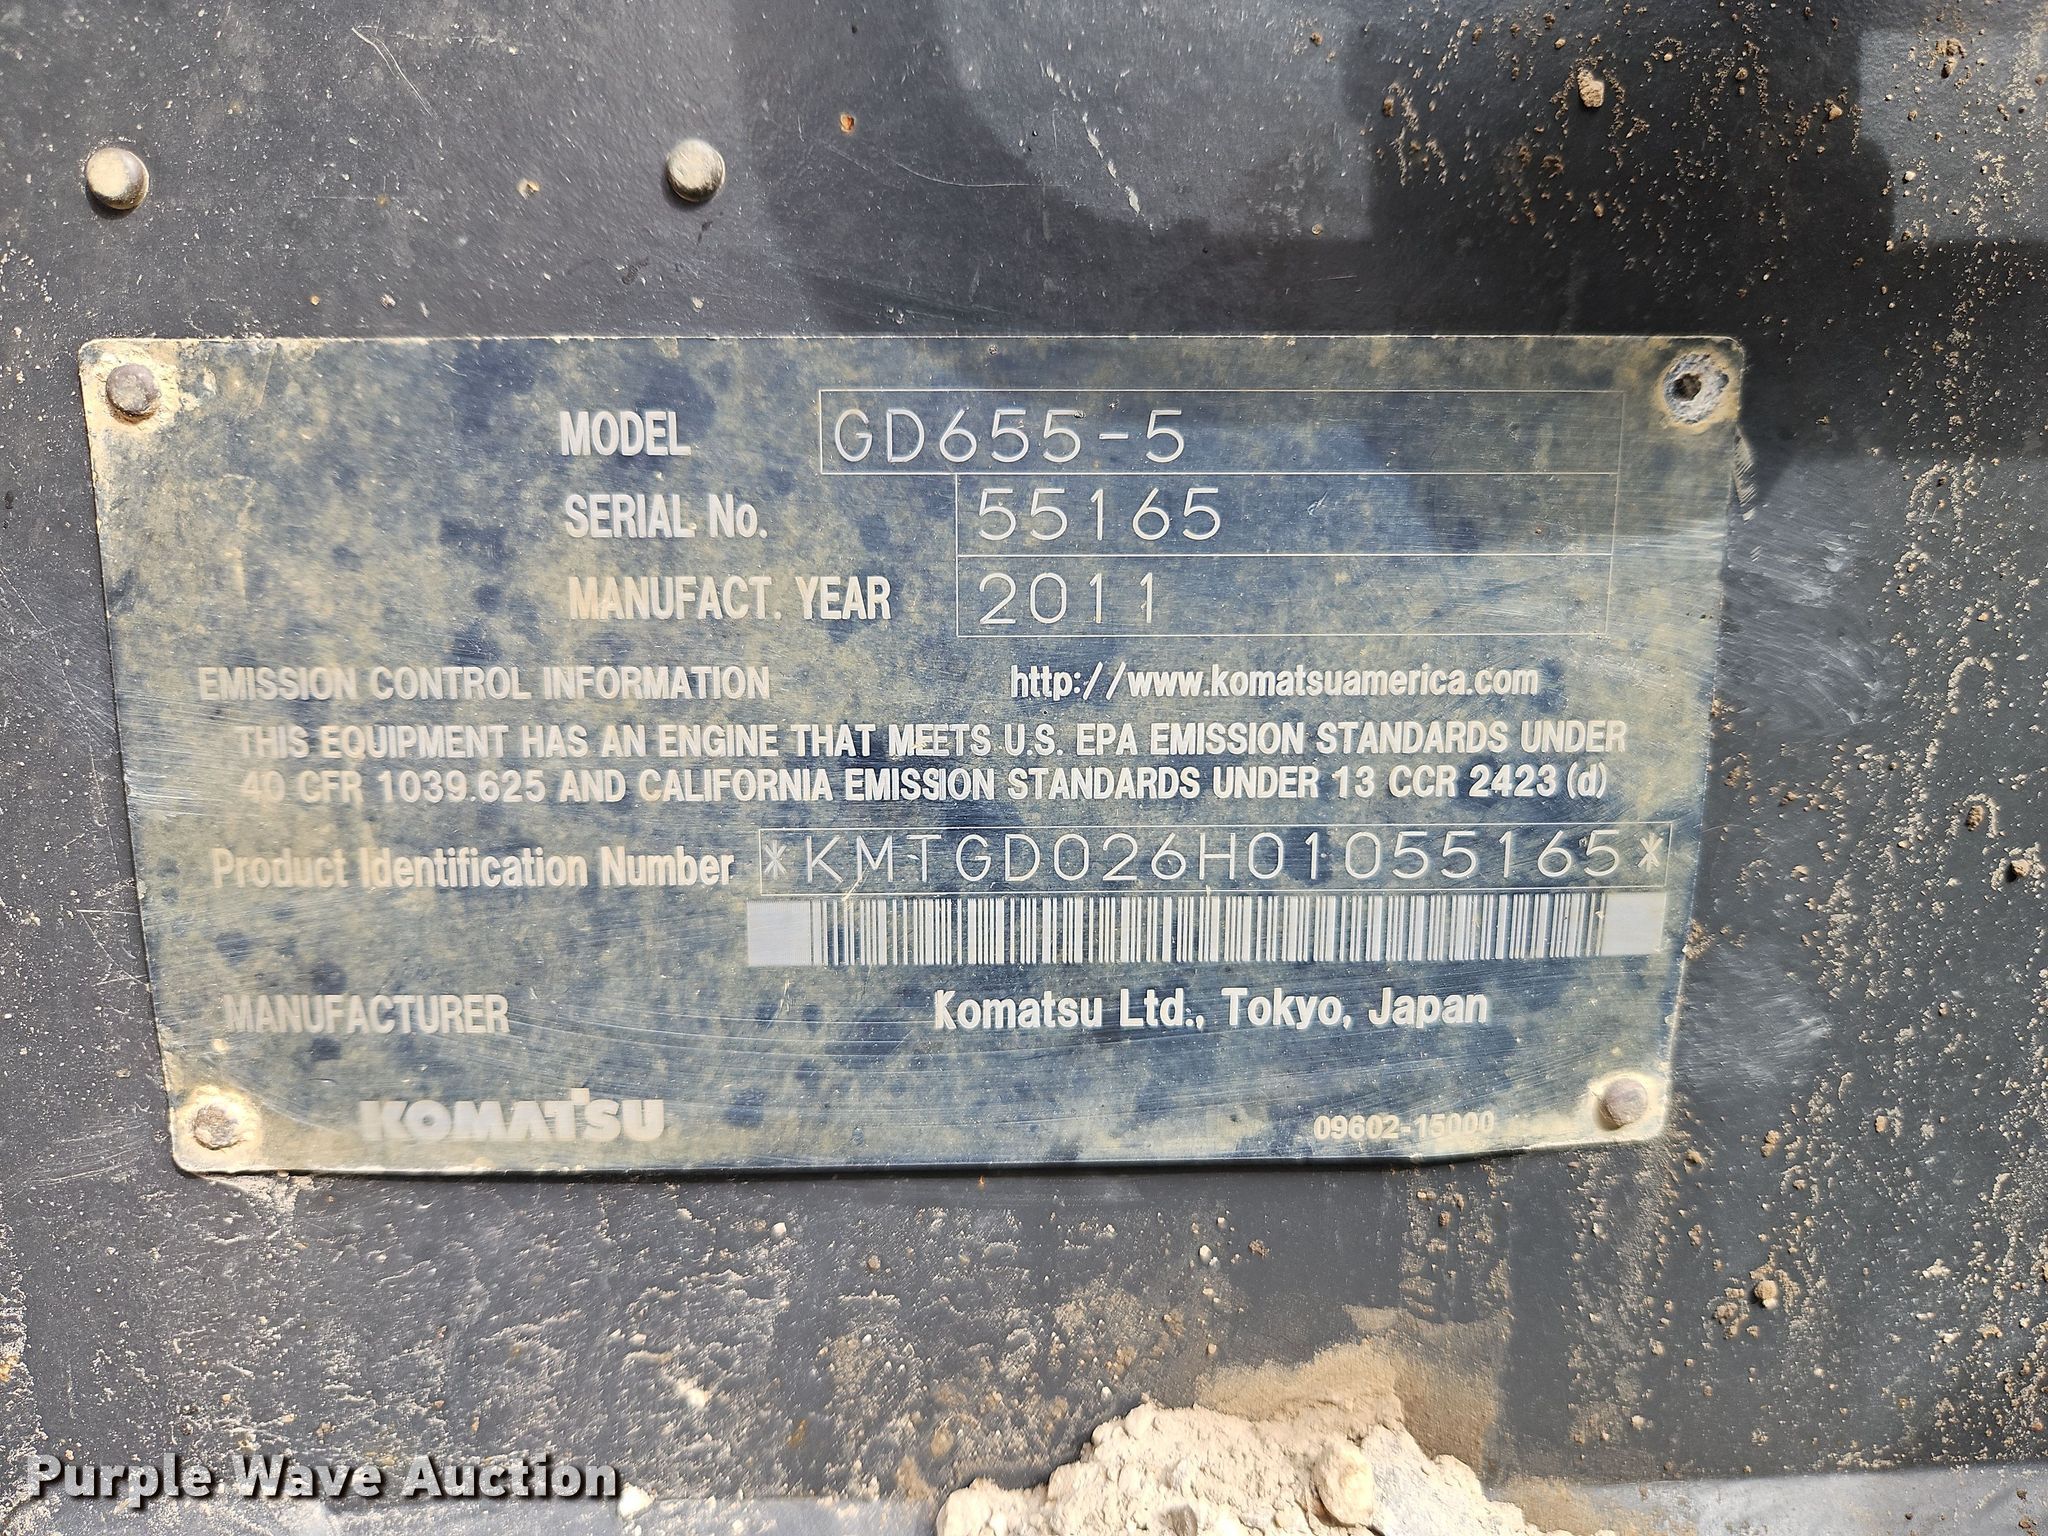 MODEL GD655-5
SERIAL No. 55165
MANUFACT. YEAR 2011
EMISSION CONTROL INFORMATION http://www.komatsuamerica.com
THIS EQUIPMENT HAS AN ENGINE THAT MEETS U.S. EPA EMISSION STANDARDS UNDER
40 CFR 1039.625 AND CALIFORNIA EMISSION STANDARDS UNDER 13 CCR 2423 (d)
Product Identification Number *KMTGD026H01055165*
MANUFACTURER Komatsu Ltd., Tokyo, Japan
KOMATSU 09602-15000
Purple Wave Auction